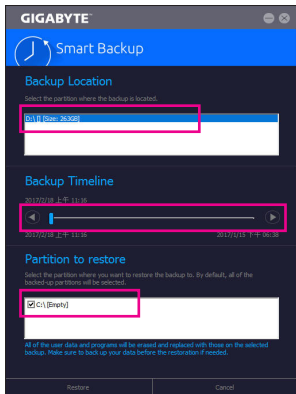 GIGABYTE™
Smart Backup
Backup Location
Select the partition where the backup is located.
D:\ [] [Size: 263GB]
Backup Timeline
2017/2/18 上午 11:16
2017/2/18 上午 11:16 2017/1/15 下午 06:38
Partition to restore
Select the partition where you want to restore the backup to. By default, all of the
backed-up partitions will be selected.
C:\ [Empty]
All of the user data and programs will be erased and replaced with those on the selected
backup. Make sure to back up your data before the restoration if needed.
Restore Cancel